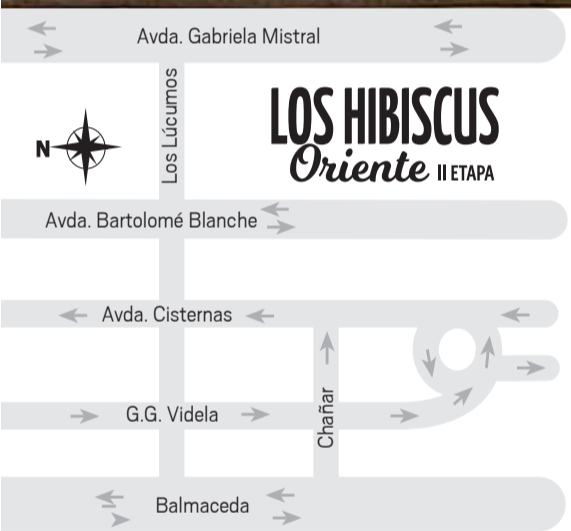 Avda. Gabriela Mistral
Los Lúcumos
LOS HIBISCUS
Oriente II ETAPA
N
Avda. Bartolomé Blanche
Avda. Cisternas
G.G. Videla
Chañar
Balmaceda